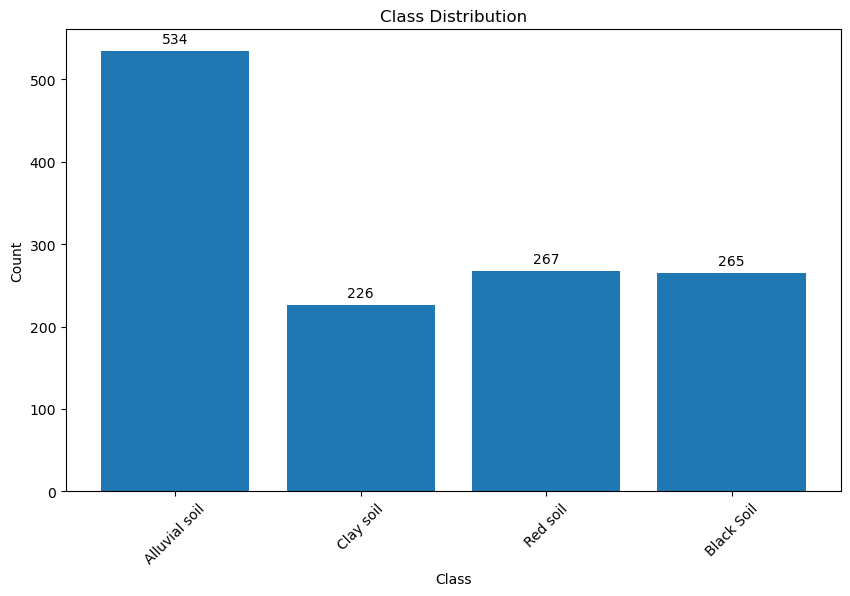 Class Distribution
534
226
267
265
500
400
300
200
100
0
Count
Alluvial soil
Clay soil
Red soil
Black Soil
Class